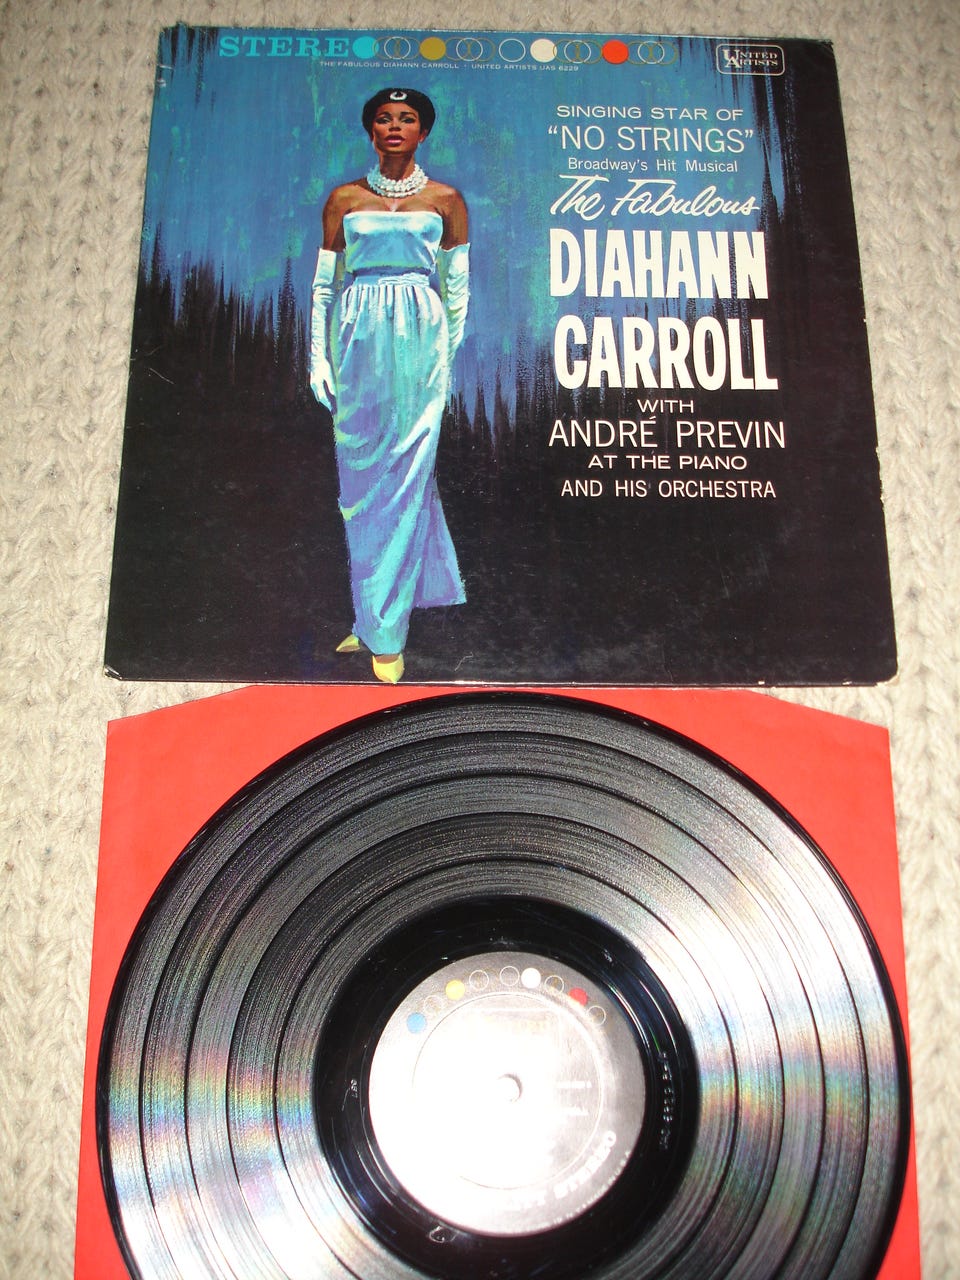 STEREO
THE FABULOUS DIAHANN CARROLL · UNITED ARTISTS UAS 6229
UNITED
ARTISTS
SINGING STAR OF
"NO STRINGS"
Broadway's Hit Musical
The Fabulous
DIAHANN
CARROLL
WITH
ANDRÉ PREVIN
AT THE PIANO
AND HIS ORCHESTRA
STEREO